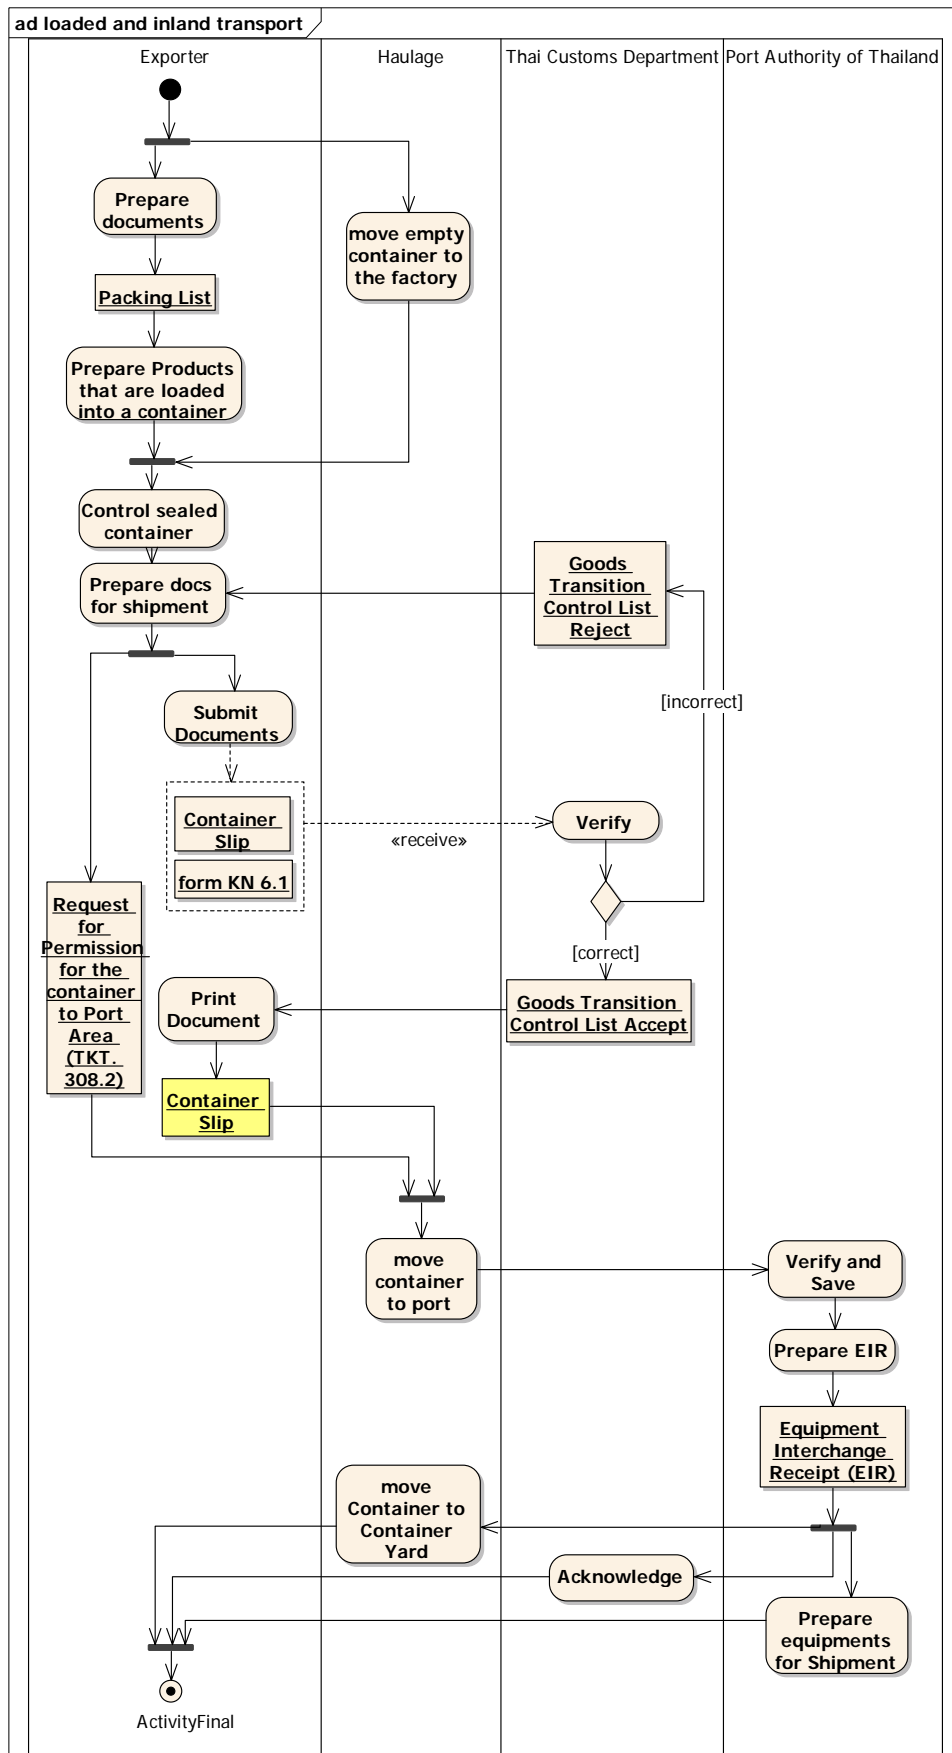 ad loaded and inland transport
Exporter
Haulage
Thai Customs Department
Port Authority of Thailand
Prepare
documents
move empty
container to
the factory
Packing List
Prepare Products
that are loaded
into a container
Control sealed
container
Prepare docs
for shipment
Goods
Transition
Control List
Reject
[incorrect]
Submit
Documents
Container
Slip
form KN 6.1
«receive»
Verify
[correct]
Request
for
Permission
for the
container
to Port
Area
(TKT.
308.2)
Print
Document
Goods Transition
Control List Accept
Container
Slip
move
container
to port
Verify and
Save
Prepare EIR
Equipment
Interchange
Receipt (EIR)
move
Container to
Container
Yard
Acknowledge
Prepare
equipments
for Shipment
ActivityFinal